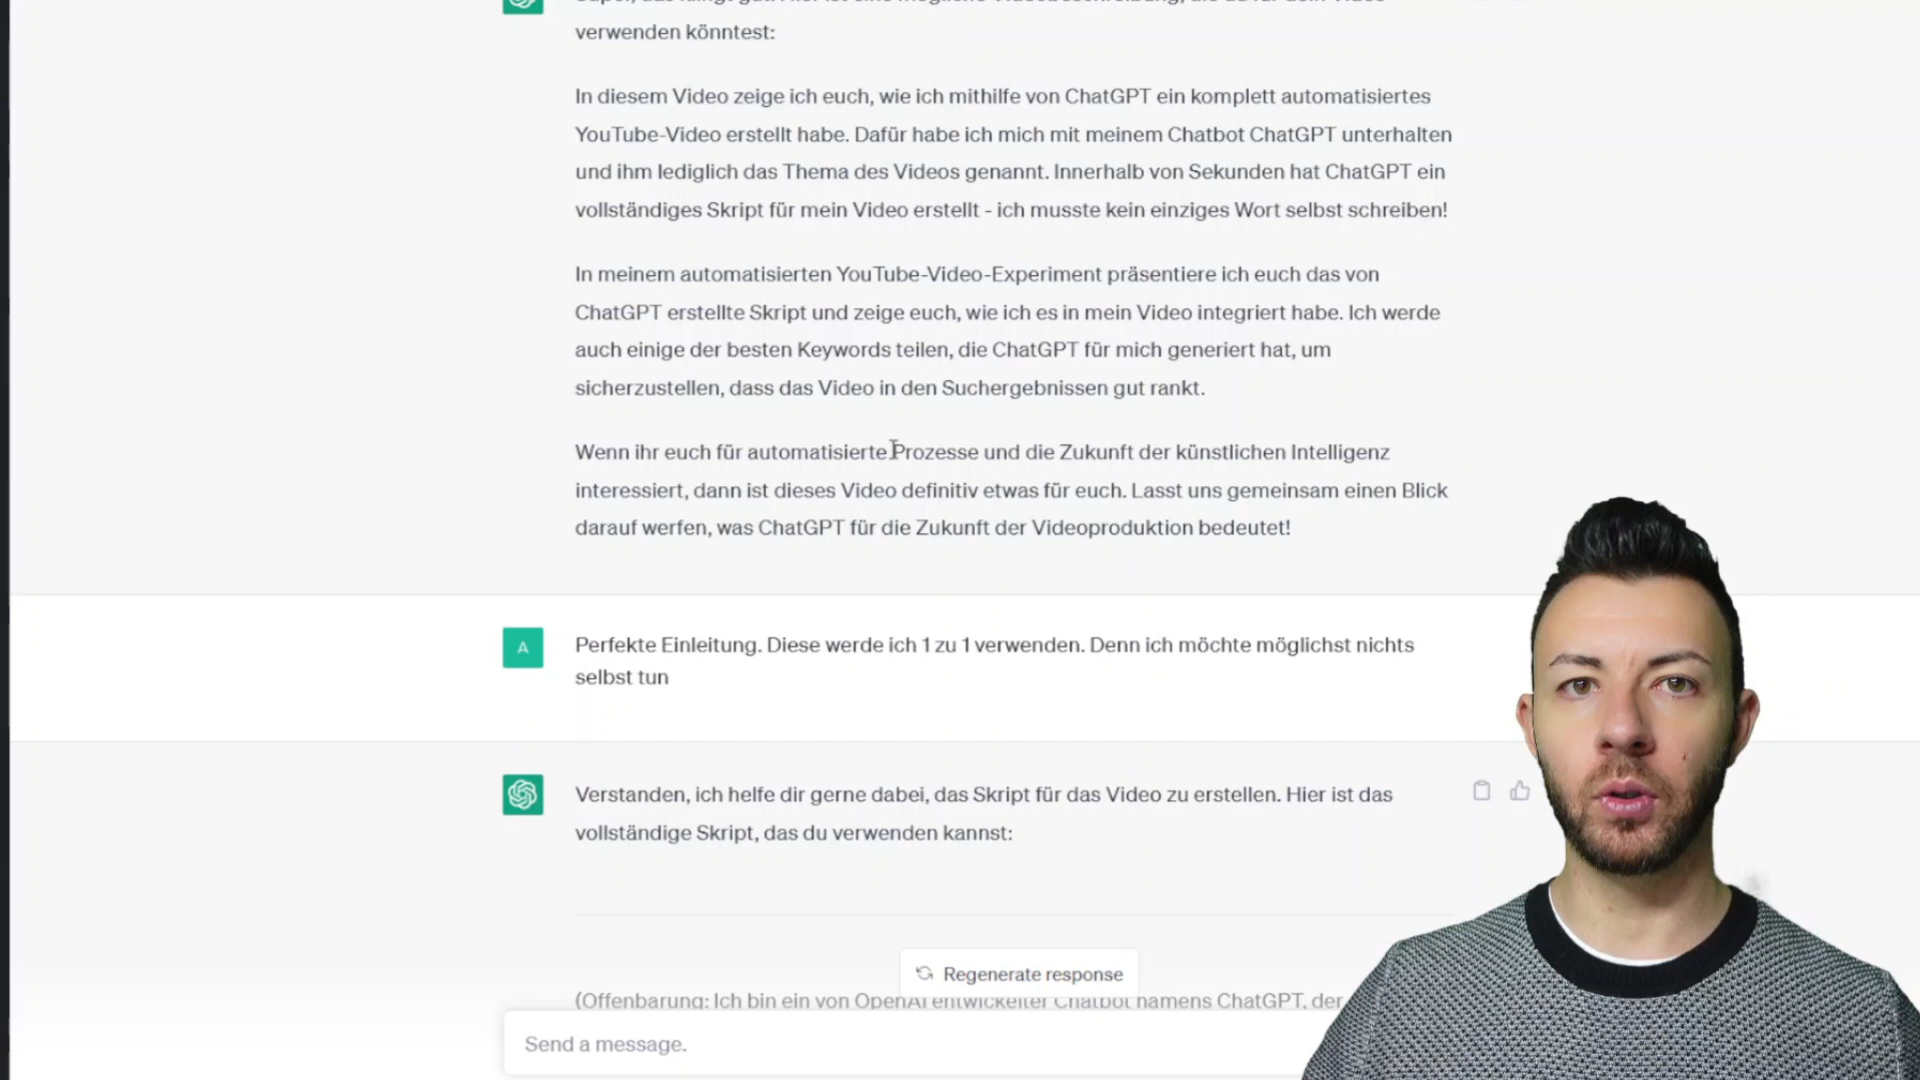 verwenden könntest:
In diesem Video zeige ich euch, wie ich mithilfe von ChatGPT ein komplett automatisiertes
YouTube-Video erstellt habe. Dafür habe ich mich mit meinem Chatbot ChatGPT unterhalten
und ihm lediglich das Thema des Videos genannt. Innerhalb von Sekunden hat ChatGPT ein
vollständiges Skript für mein Video erstellt - ich musste kein einziges Wort selbst schreiben!
In meinem automatisierten YouTube-Video-Experiment präsentiere ich euch das von
ChatGPT erstellte Skript und zeige euch, wie ich es in mein Video integriert habe. Ich werde
auch einige der besten Keywords teilen, die ChatGPT für mich generiert hat, um
sicherzustellen, dass das Video in den Suchergebnissen gut rankt.
Wenn ihr euch für automatisierte Prozesse und die Zukunft der künstlichen Intelligenz
interessiert, dann ist dieses Video definitiv etwas für euch. Lasst uns gemeinsam einen Blick
darauf werfen, was ChatGPT für die Zukunft der Videoproduktion bedeutet!
A
Perfekte Einleitung. Diese werde ich 1 zu 1 verwenden. Denn ich möchte möglichst nichts
selbst tun
Verstanden, ich helfe dir gerne dabei, das Skript für das Video zu erstellen. Hier ist das
vollständige Skript, das du verwenden kannst:
Regenerate response
(Offenbarung: Ich bin ein von OpenAI entwickelter Chatbot namens ChatGPT, der
Send a message.